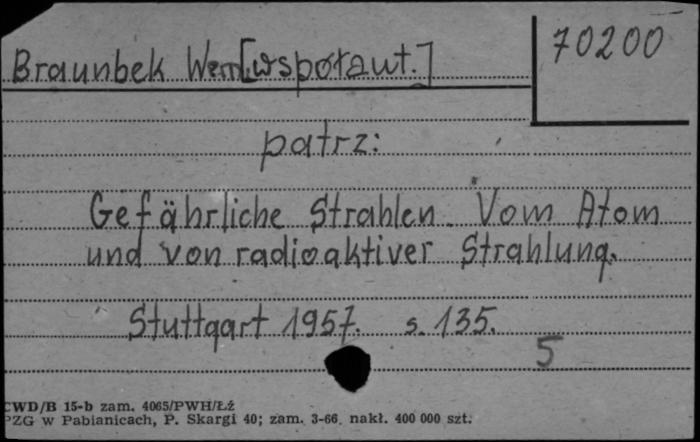 70200
Braunbek Wern[współaut.]
patrz:
Gefährliche Strahlen. Vom Atom
und von radioaktiver Strahlung.
Stuttgart 1957. s. 135.
5
CWD/B 15-b zam. 4065/PWH/Łź
PZG w Pabianicach, P. Skargi 40; zam. 3-66. nakł. 400 000 szt.